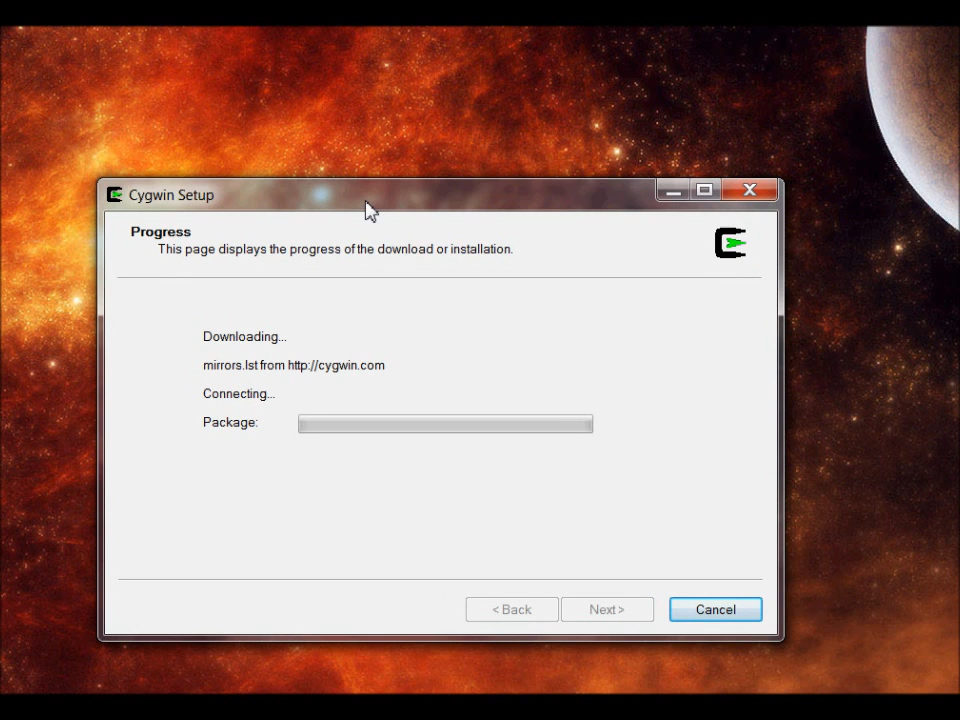 Cygwin Setup
Progress
This page displays the progress of the download or installation.
Downloading...
mirrors.lst from http://cygwin.com
Connecting...
Package:
< Back
Next >
Cancel